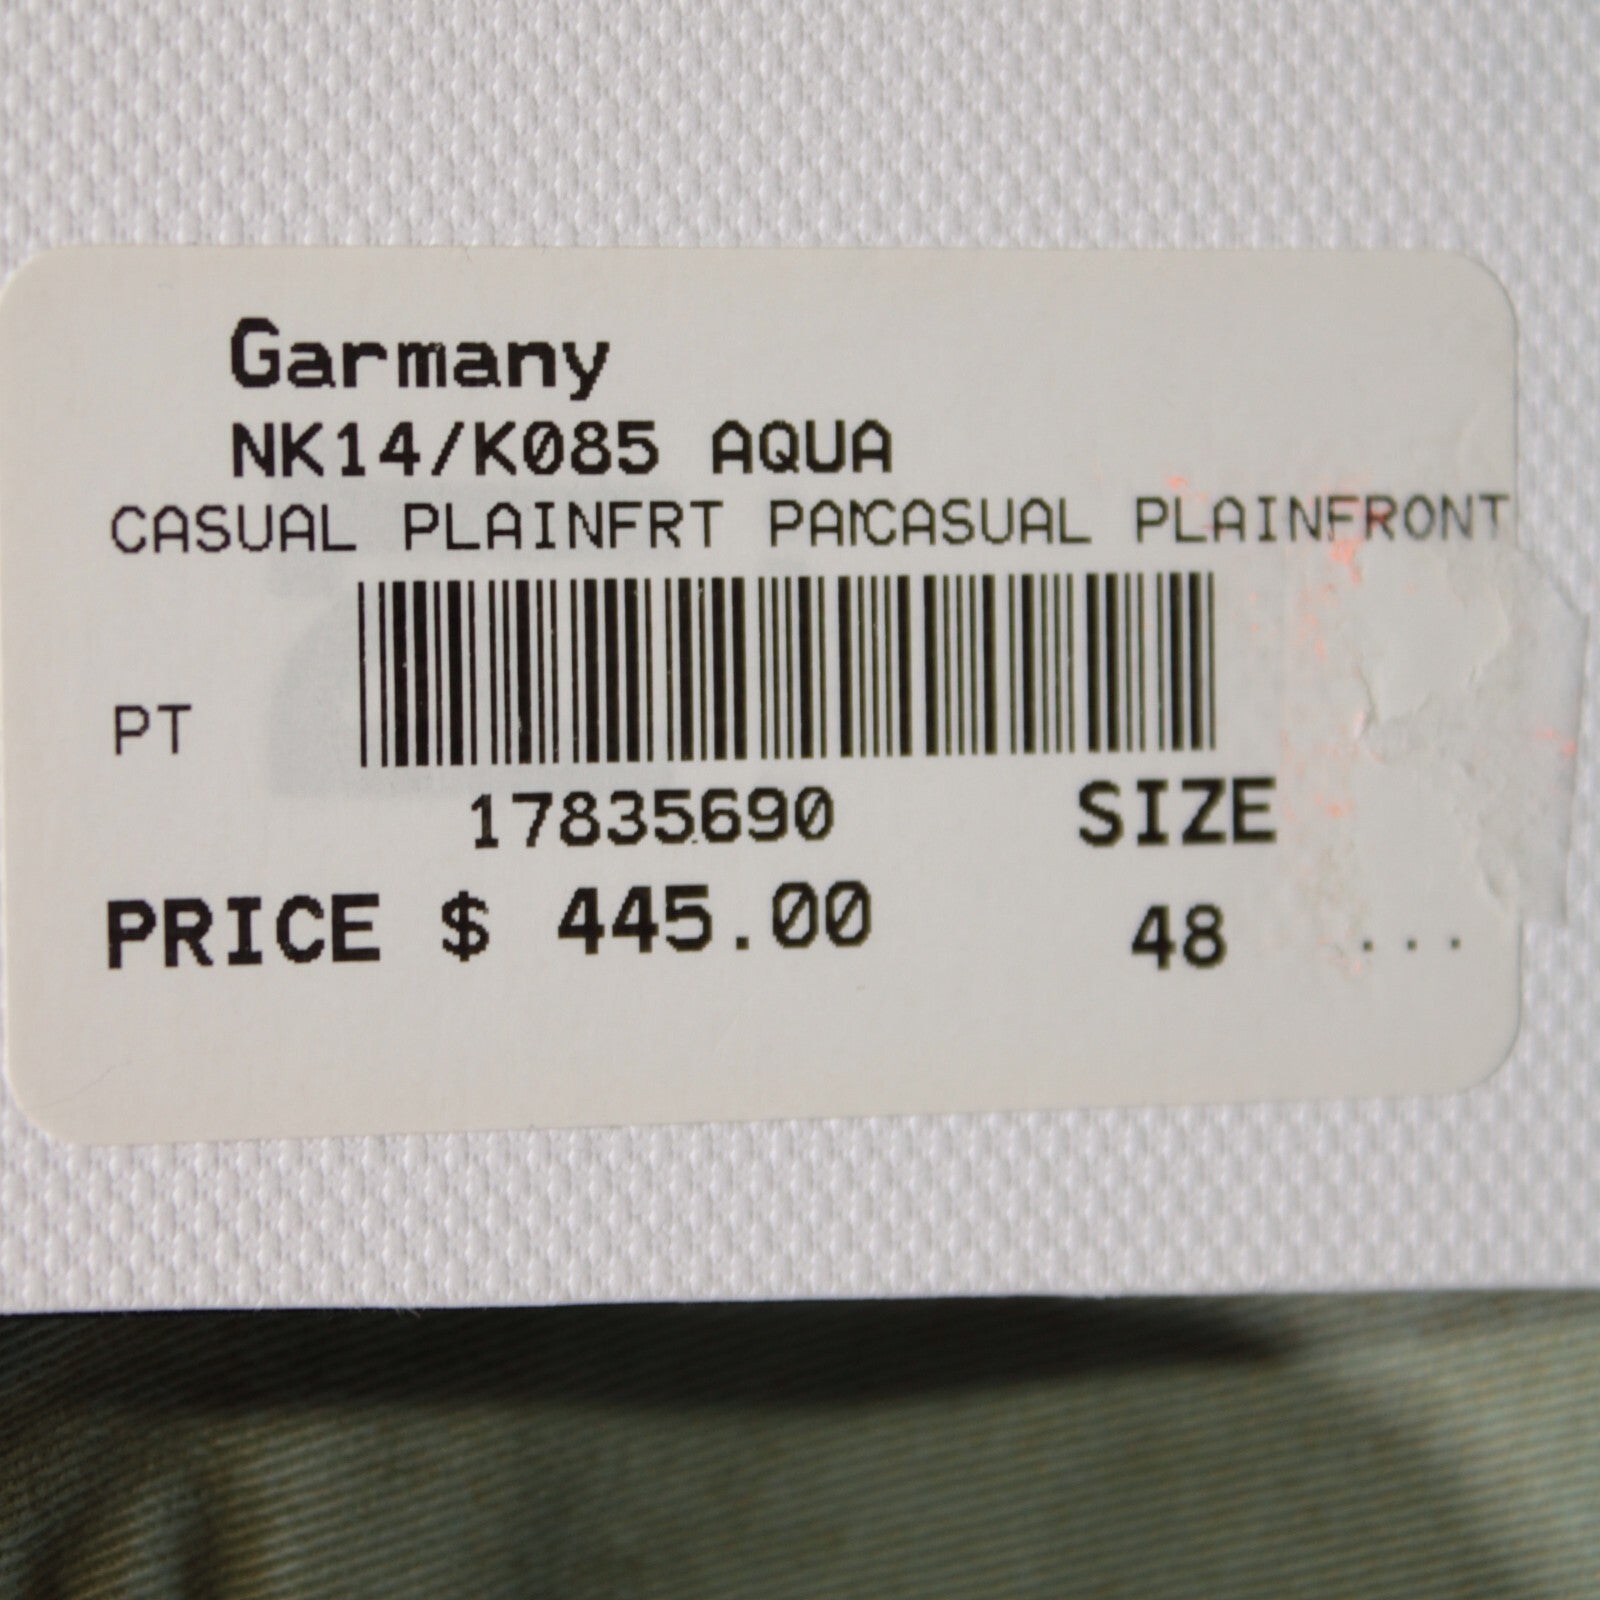 Garmany
NK14/K085 AQUA
CASUAL PLAINFRT PANCASUAL PLAINFRONT
PT
17835690 SIZE
PRICE $ 445.00 48 ...